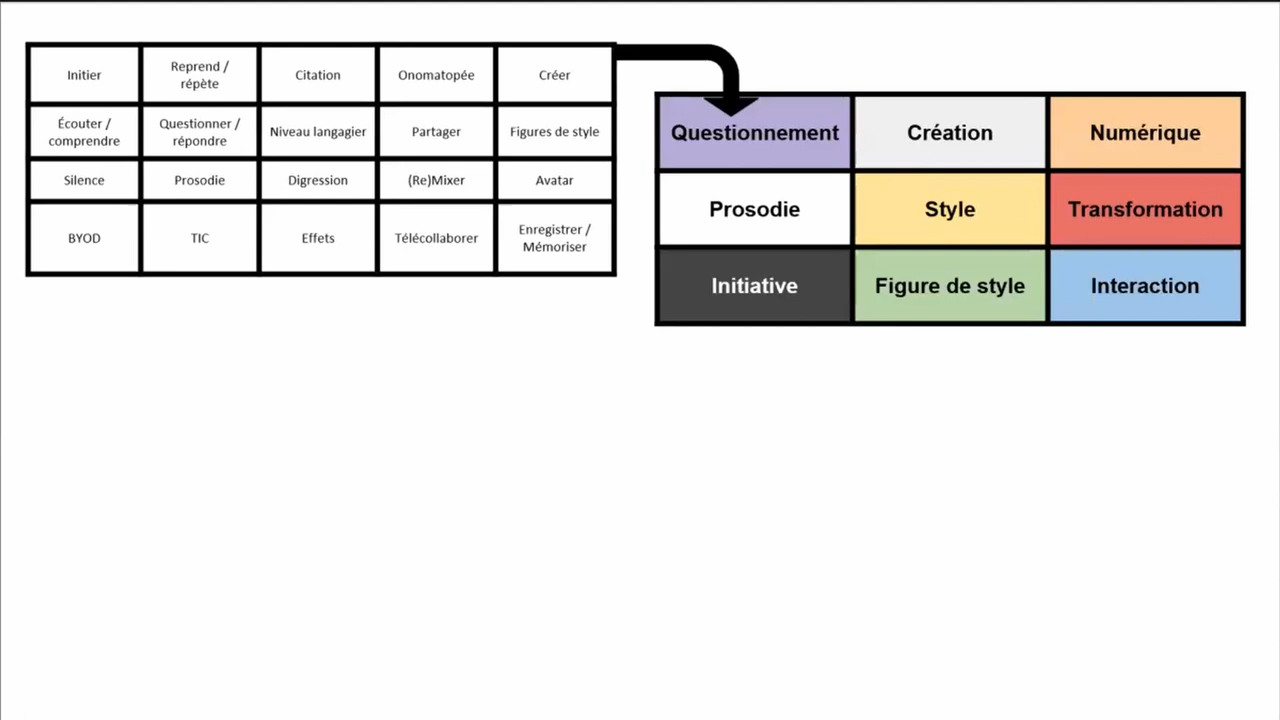 Initier
Reprend /
répète
Citation
Onomatopée
Créer
Écouter /
comprendre
Questionner /
répondre
Niveau langagier
Partager
Figures de style
Silence
Prosodie
Digression
(Re)Mixer
Avatar
BYOD
TIC
Effets
Télécollaborer
Enregistrer /
Mémoriser
Questionnement
Création
Numérique
Prosodie
Style
Transformation
Initiative
Figure de style
Interaction